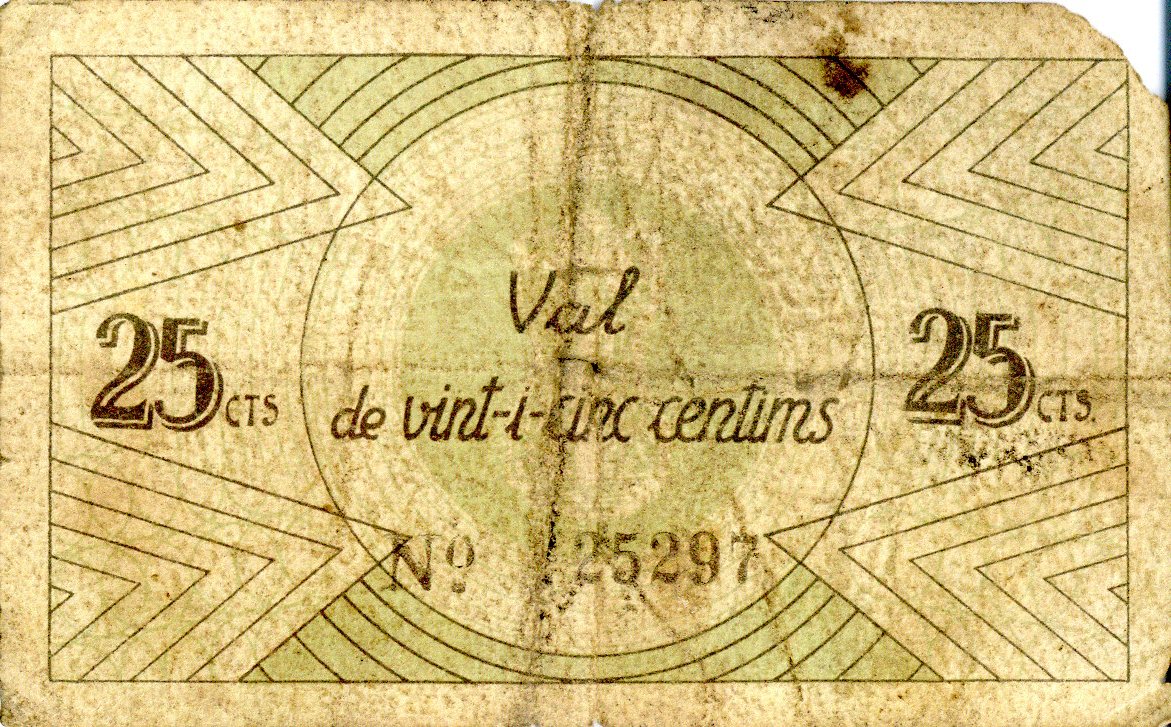 Val
25 CTS
25 CTS.
de vint-i-cinc centims
Nº 25297